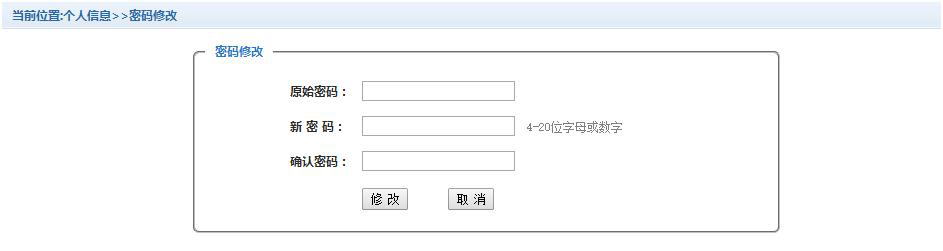 当前位置:个人信息>>密码修改
密码修改
原始密码：
新 密 码： 4-20位字母或数字
确认密码：
修 改 取 消